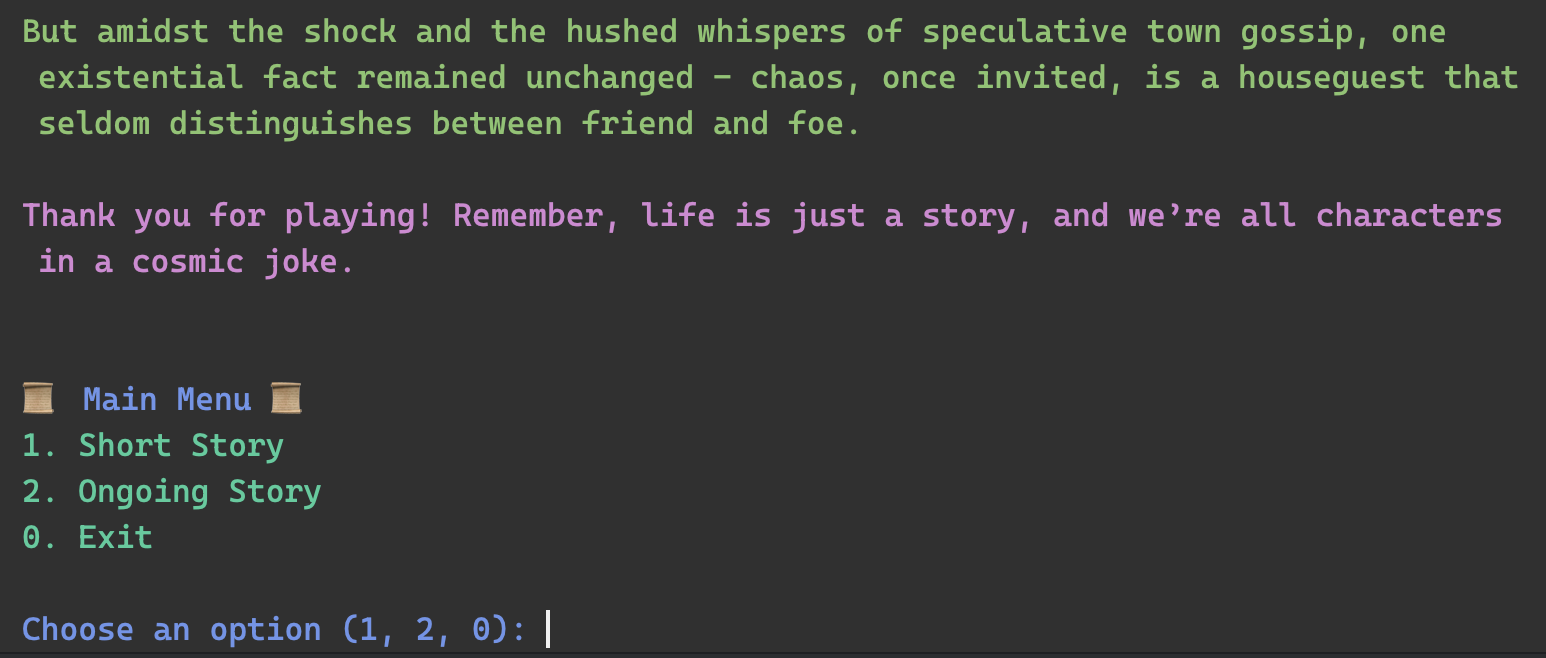 But amidst the shock and the hushed whispers of speculative town gossip, one
existential fact remained unchanged – chaos, once invited, is a houseguest that
seldom distinguishes between friend and foe.
Thank you for playing! Remember, life is just a story, and we’re all characters
in a cosmic joke.
📜 Main Menu 📜
1. Short Story
2. Ongoing Story
0. Exit
Choose an option (1, 2, 0):